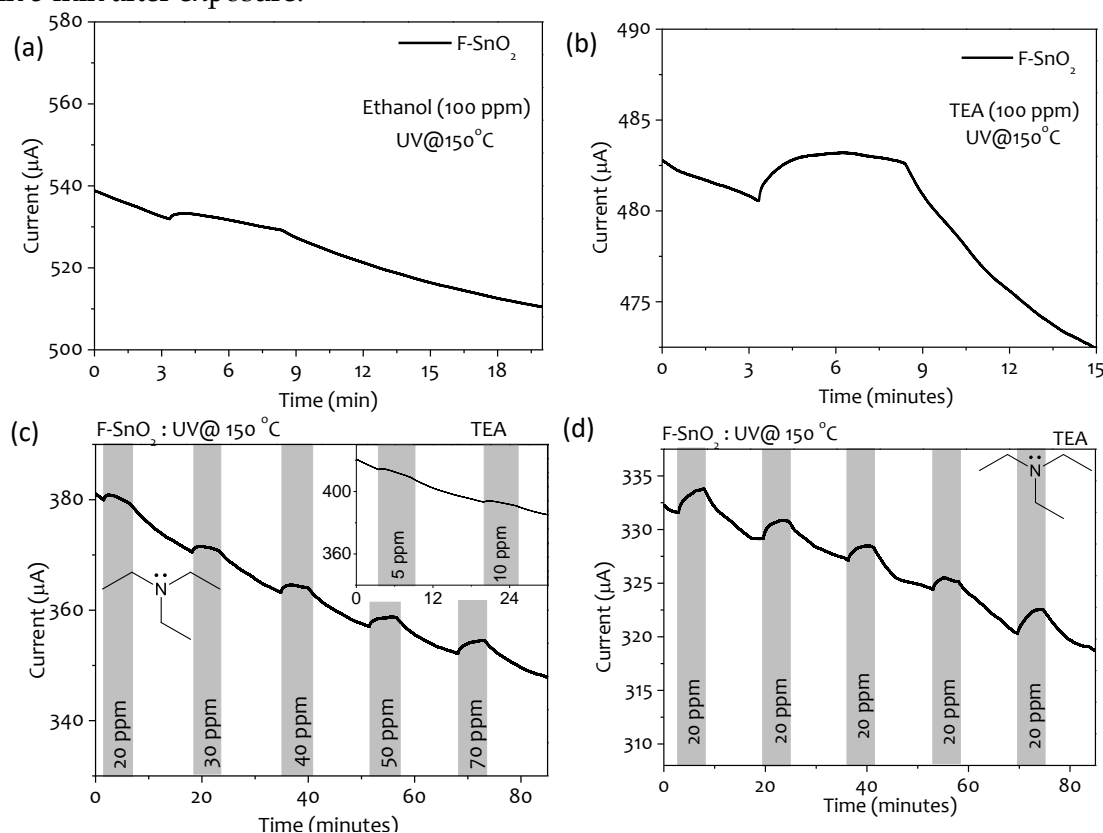 (a)
580
560
540
520
500
Current (µA)
F-SnO₂
Ethanol (100 ppm)
UV@150°C
0 3 6 9 12 15 18
Time (min)
(b)
490
485
480
475
Current (µA)
F-SnO₂
TEA (100 ppm)
UV@150°C
0 3 6 9 12 15
Time (minutes)
(c)
F-SnO₂ : UV@ 150 °C TEA
380
360
340
Current (µA)
N
20 ppm
30 ppm
40 ppm
50 ppm
70 ppm
400
360
5 ppm
10 ppm
0 12 24
0 20 40 60 80
Time (minutes)
(d)
F-SnO₂ : UV@ 150 °C TEA
335
330
325
320
315
310
Current (µA)
N
20 ppm
20 ppm
20 ppm
20 ppm
20 ppm
0 20 40 60 80
Time (minutes)